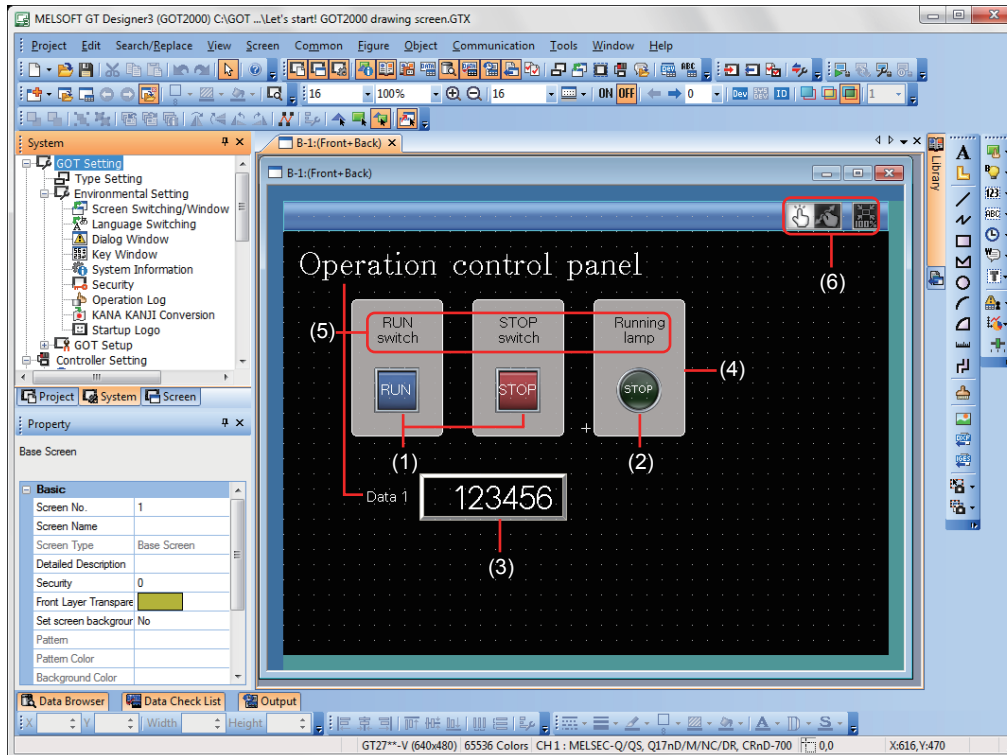 MELSOFT GT Designer3 (GOT2000) C:\GOT ...\Let's start! GOT2000 drawing screen.GTX
Project Edit Search/Replace View Screen Common Figure Object Communication Tools Window Help
16 100% 16 ON OFF 0 Dev ID 1
System
B-1:(Front+Back)
Library
GOT Setting
Type Setting
Environmental Setting
Screen Switching/Window
Language Switching
Dialog Window
Key Window
System Information
Security
Operation Log
KANA KANJI Conversion
Startup Logo
GOT Setup
Controller Setting
Project System Screen
Property
Base Screen
Basic
Screen No. 1
Screen Name
Screen Type Base Screen
Detailed Description
Security 0
Front Layer Transpare
Set screen backgrour No
Pattern
Pattern Color
Background Color
B-1:(Front+Back)
100%
(6)
Operation control panel
(5)
RUN switch
STOP switch
Running lamp
(4)
RUN
STOP
STOP
(1)
(2)
Data 1 123456
(3)
Data Browser Data Check List Output
X Y Width Height
GT27**-V (640x480) 65536 Colors CH1 : MELSEC-Q/QS, Q17nD/M/NC/DR, CRnD-700 0,0 X:616,Y:470